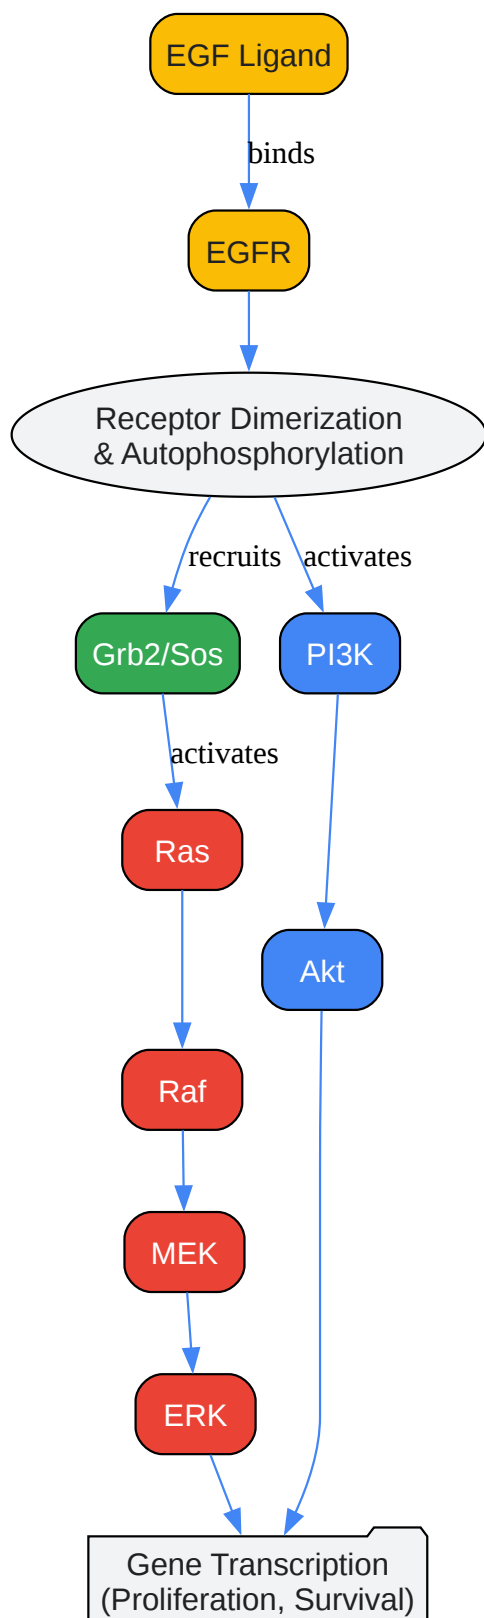 EGF Ligand
binds
EGFR
Receptor Dimerization
& Autophosphorylation
recruits
activates
Grb2/Sos
PI3K
activates
Ras
Akt
Raf
MEK
ERK
Gene Transcription
(Proliferation, Survival)